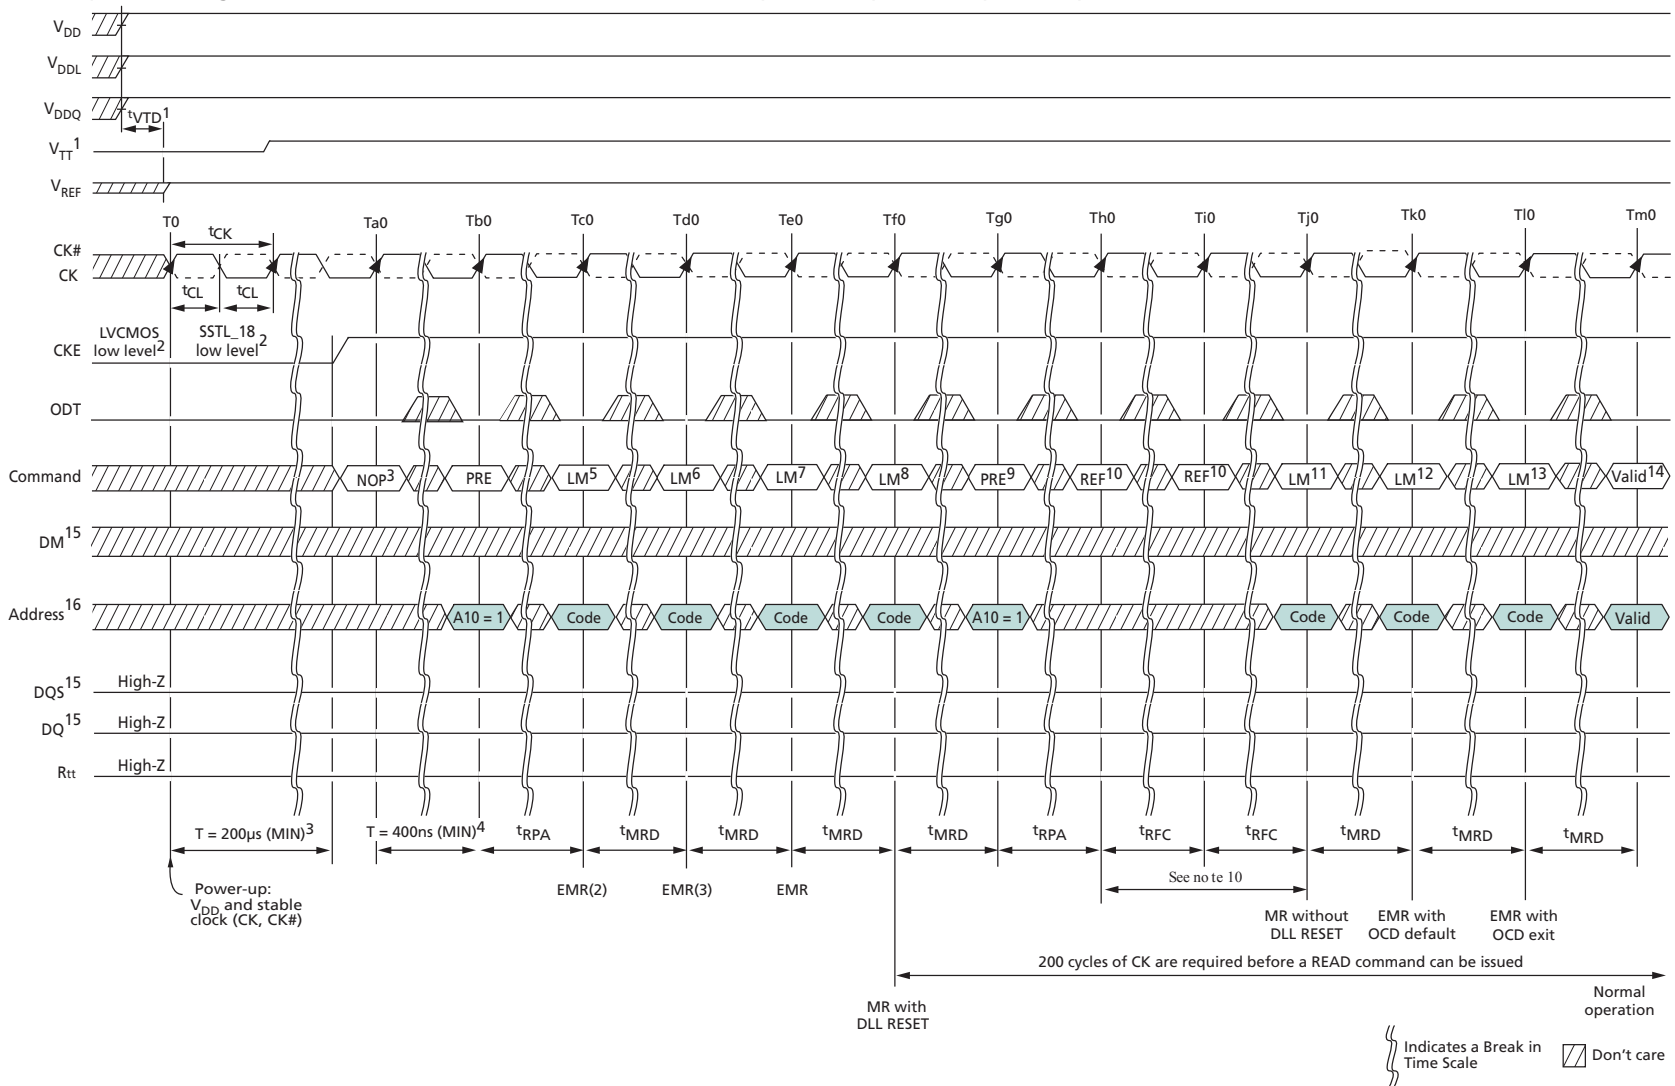 VDD
VDDL
VDDQ
tVTD1
VTT1
VREF
T0 Ta0 Tb0 Tc0 Td0 Te0 Tf0 Tg0 Th0 Ti0 Tj0 Tk0 Tl0 Tm0
tCK
CK#
CK
tCL tCL
LVCMOS low level2
SSTL_18 low level2
CKE
ODT
Command NOP3 PRE LM5 LM6 LM7 LM8 PRE9 REF10 REF10 LM11 LM12 LM13 Valid14
DM15
Address16 A10 = 1 Code Code Code Code A10 = 1 Code Code Code Valid
DQS15 High-Z
DQ15 High-Z
Rtt High-Z
T = 200µs (MIN)3 T = 400ns (MIN)4 tRPA tMRD tMRD tMRD tMRD tRPA tRFC tRFC tMRD tMRD tMRD
Power-up:
VDD and stable
clock (CK, CK#)
EMR(2) EMR(3) EMR
See note 10
MR without
DLL RESET
EMR with
OCD default
EMR with
OCD exit
200 cycles of CK are required before a READ command can be issued
MR with
DLL RESET
Normal
operation
Indicates a Break in
Time Scale
Don't care